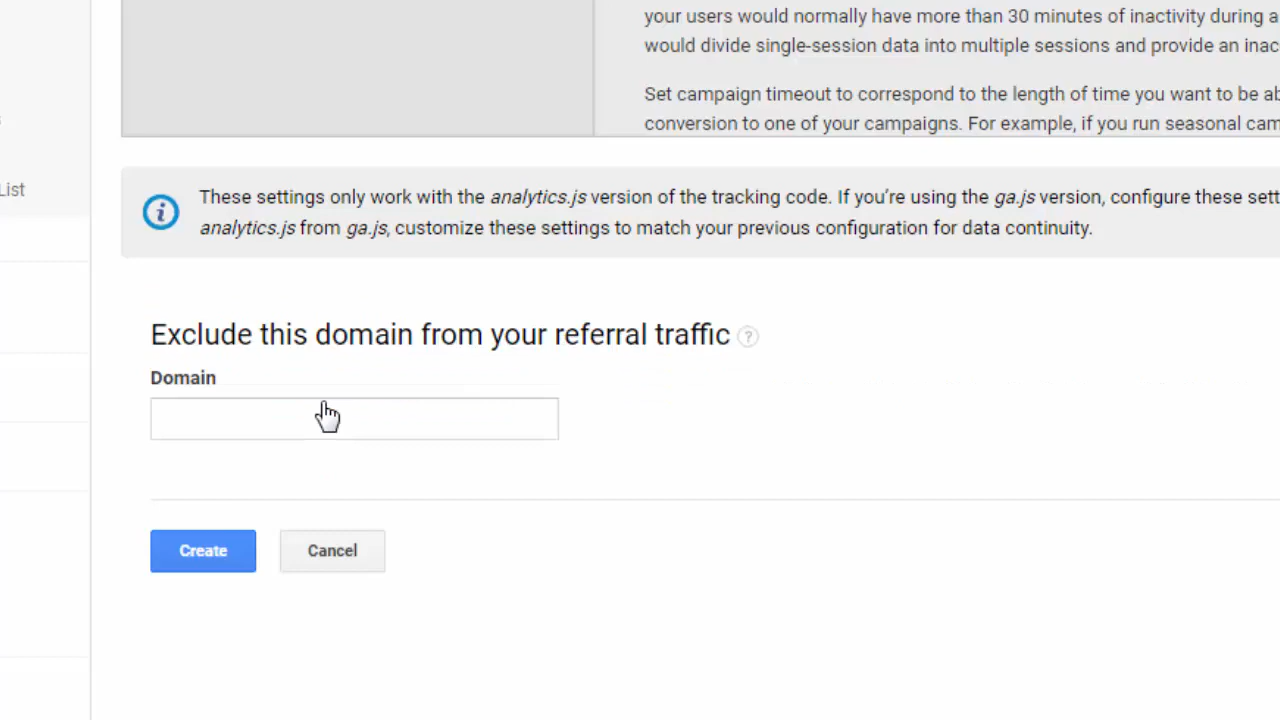 your users would normally have more than 30 minutes of inactivity during a
would divide single-session data into multiple sessions and provide an
Set campaign timeout to correspond to the length of time you want to be
conversion to one of your campaigns. For example, if you run seasonal
List
These settings only work with the analytics.js version of the tracking code. If you're using the ga.js version, configure these
analytics.js from ga.js, customize these settings to match your previous configuration for data continuity.
Exclude this domain from your referral traffic ?
Domain
Create Cancel